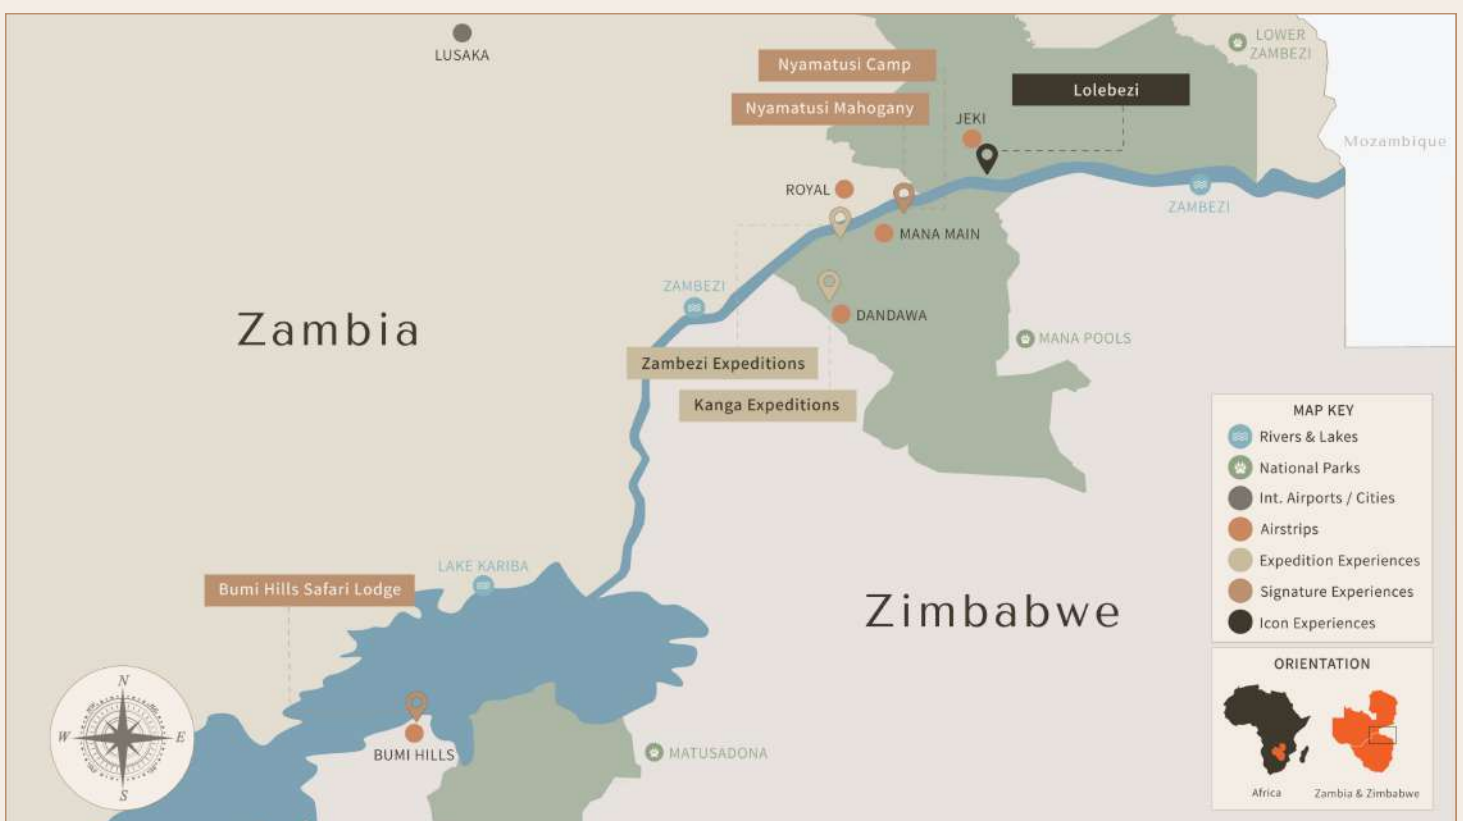 LUSAKA
LOWER
ZAMBEZI
Nyamatusi Camp
Lolebezi
Nyamatusi Mahogany
JEKI
Mozambique
ROYAL
ZAMBEZI
MANA MAIN
ZAMBEZI
DANDAWA
Zambia
MANA POOLS
Zambezi Expeditions
Kanga Expeditions
LAKE KARIBA
Bumi Hills Safari Lodge
Zimbabwe
BUMI HILLS
MATUSADONA
N
W
E
S
MAP KEY
Rivers & Lakes
National Parks
Int. Airports / Cities
Airstrips
Expedition Experiences
Signature Experiences
Icon Experiences
ORIENTATION
Africa
Zambia & Zimbabwe